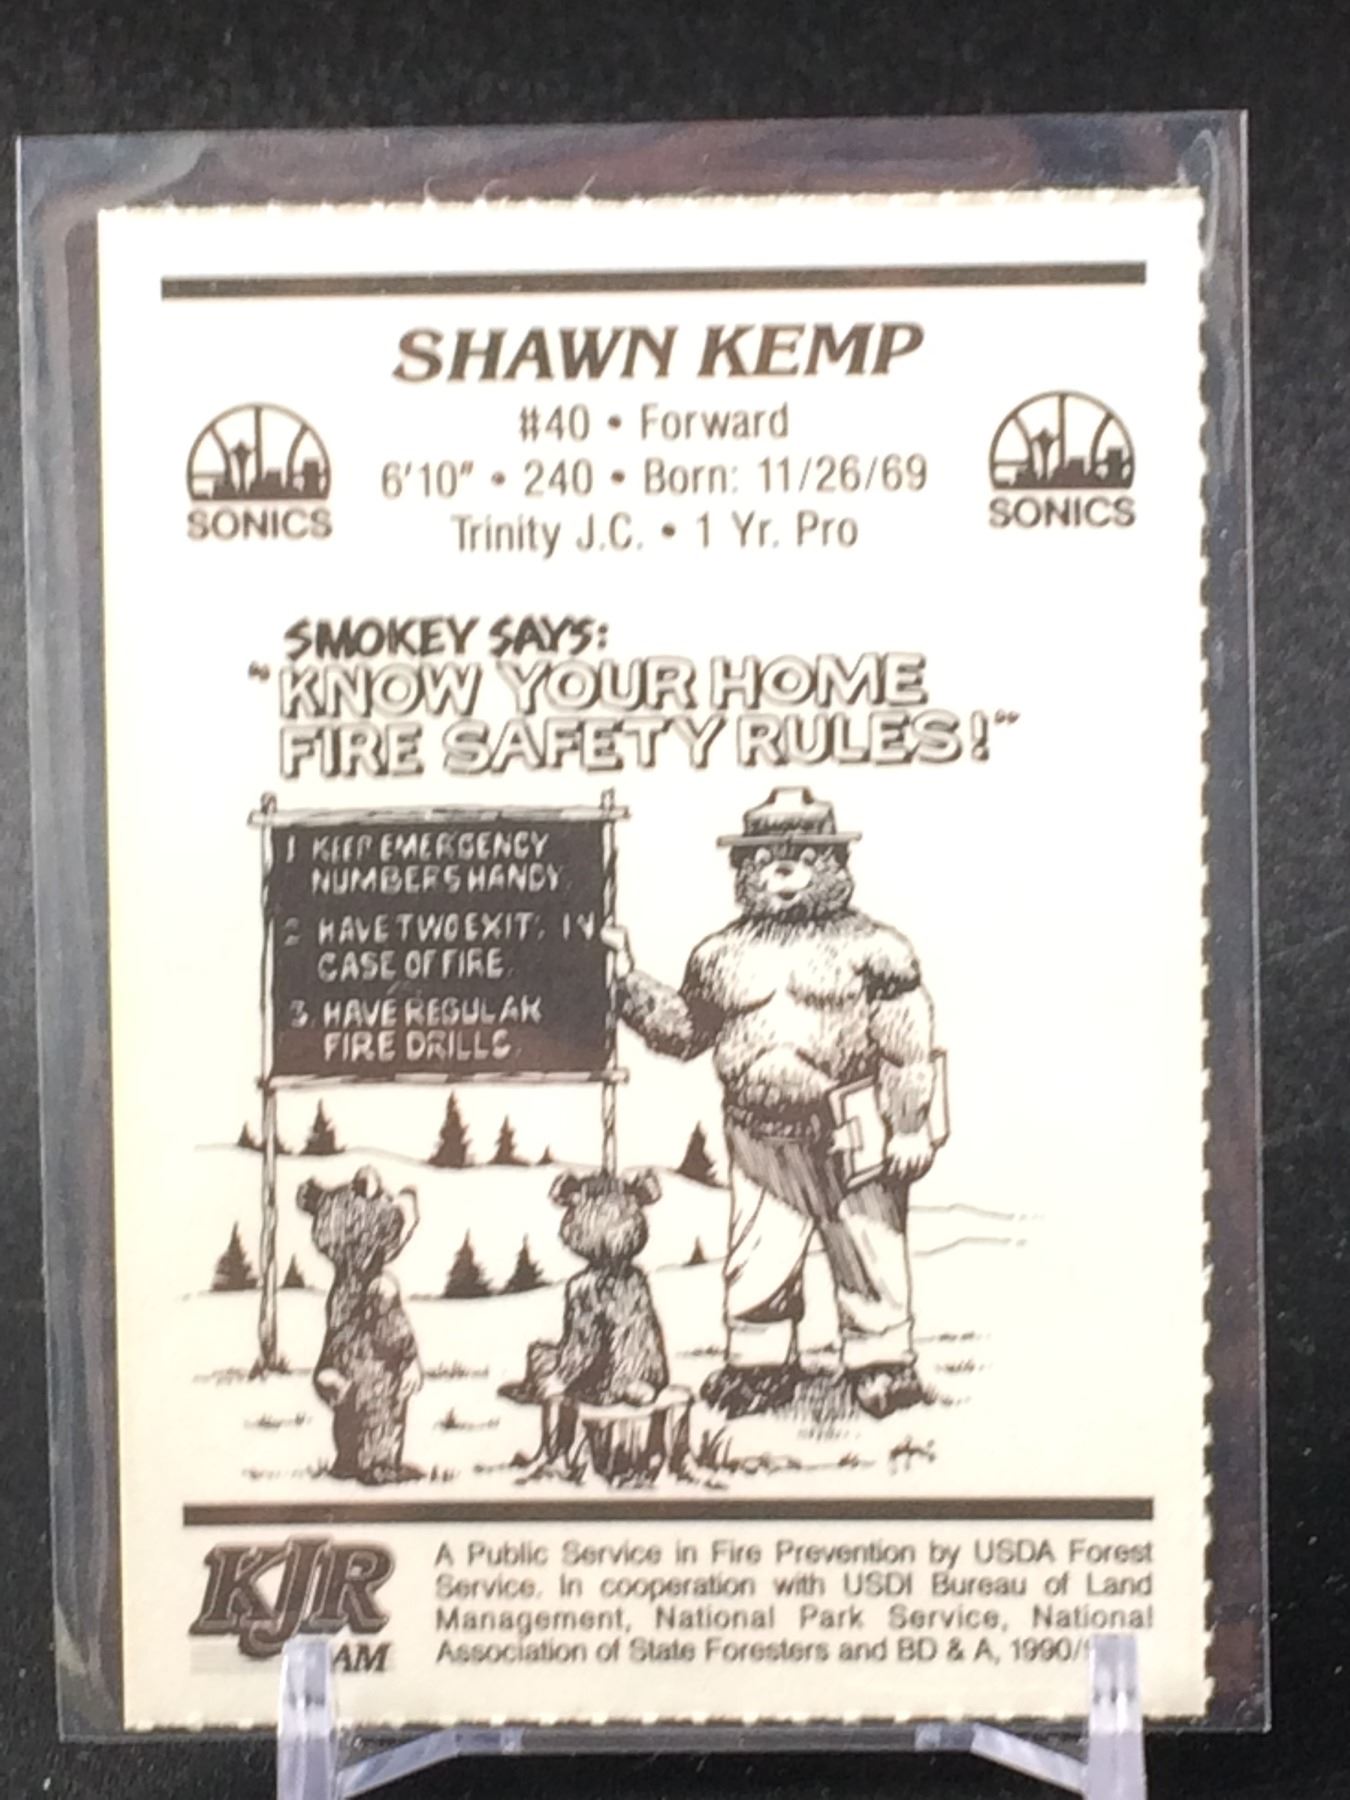 SHAWN KEMP
#40 • Forward
6'10" • 240 • Born: 11/26/69
Trinity J.C. • 1 Yr. Pro
SONICS
SONICS
SMOKEY SAYS:
"KNOW YOUR HOME
FIRE SAFETY RULES!"
1 KEEP EMERGENCY
NUMBERS HANDY
2 HAVE TWO EXITS IN
CASE OF FIRE
3. HAVE REGULAR
FIRE DRILLS.
KJR
AM
A Public Service in Fire Prevention by USDA Forest
Service. In cooperation with USDI Bureau of Land
Management, National Park Service, National
Association of State Foresters and BD & A, 1990/